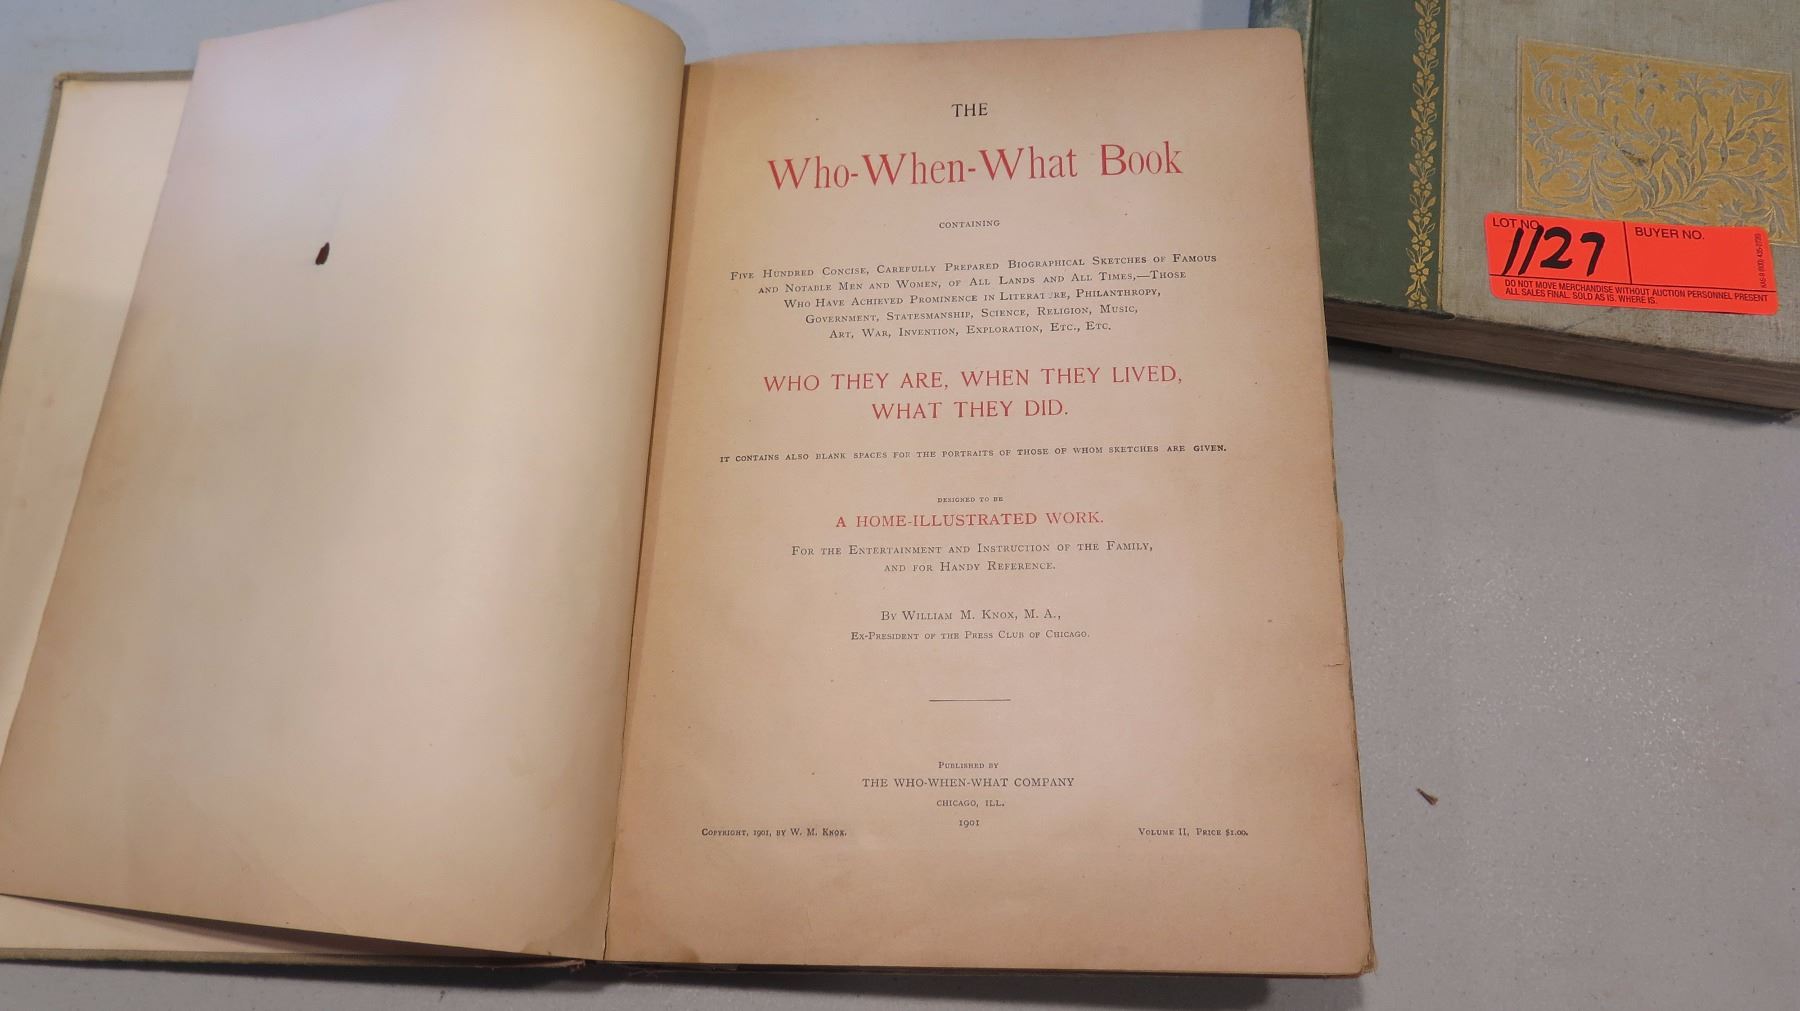 THE
Who-When-What Book
CONTAINING
FIVE HUNDRED CONCISE, CAREFULLY PREPARED BIOGRAPHICAL SKETCHES OF FAMOUS
AND NOTABLE MEN AND WOMEN, OF ALL LANDS AND ALL TIMES,—THOSE
WHO HAVE ACHIEVED PROMINENCE IN LITERATURE, PHILANTHROPY,
GOVERNMENT, STATESMANSHIP, SCIENCE, RELIGION, MUSIC,
ART, WAR, INVENTION, EXPLORATION, ETC., ETC.
WHO THEY ARE, WHEN THEY LIVED,
WHAT THEY DID.
IT CONTAINS ALSO BLANK SPACES FOR THE PORTRAITS OF THOSE OF WHOM SKETCHES ARE GIVEN.
DESIGNED TO BE
A HOME-ILLUSTRATED WORK.
FOR THE ENTERTAINMENT AND INSTRUCTION OF THE FAMILY,
AND FOR HANDY REFERENCE.
BY WILLIAM M. KNOX, M. A.,
EX-PRESIDENT OF THE PRESS CLUB OF CHICAGO.
PUBLISHED BY
THE WHO-WHEN-WHAT COMPANY
CHICAGO, ILL.
1901
COPYRIGHT, 1901, BY W. M. KNOX.
VOLUME II, PRICE $1.00.
LOT NO.
1127
BUYER NO.
DO NOT MOVE MERCHANDISE WITHOUT AUCTION PERSONNEL PRESENT
ALL SALES FINAL. SOLD AS IS. WHERE IS.